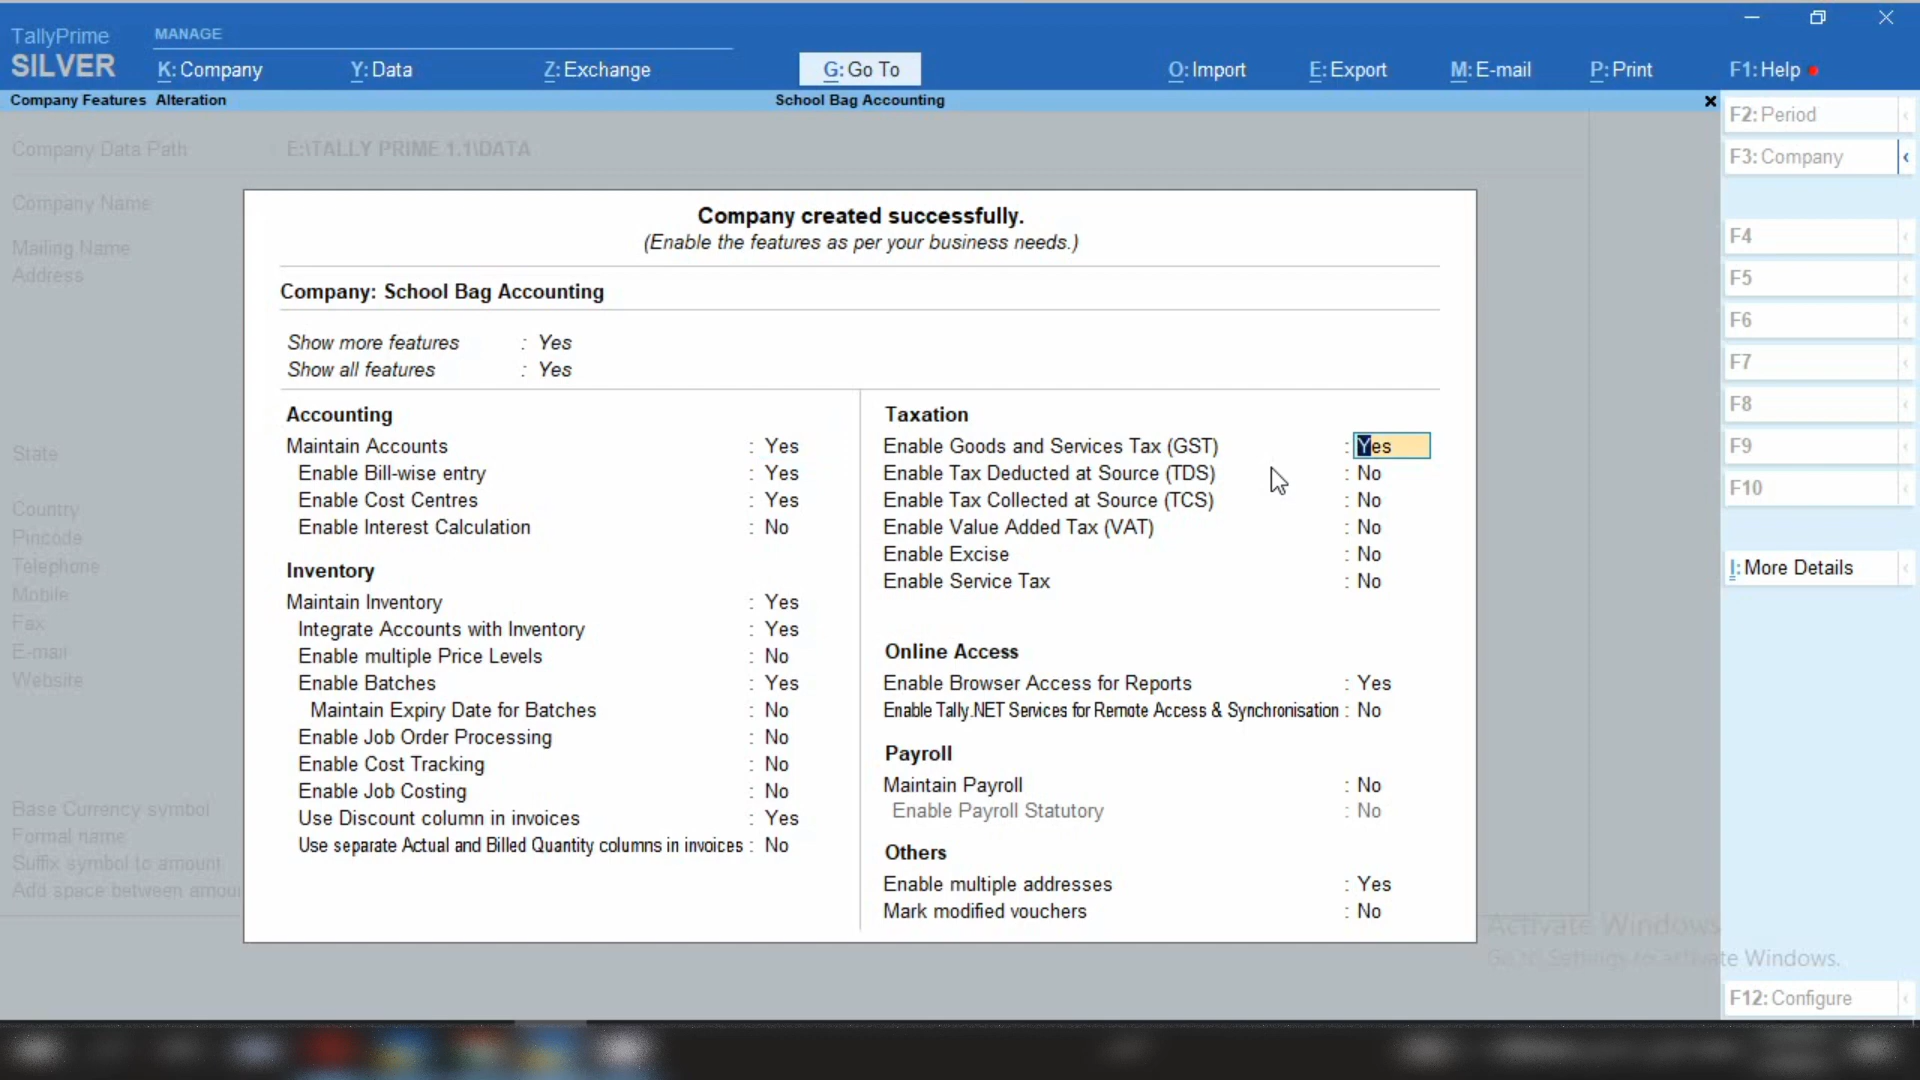 TallyPrime
SILVER
MANAGE
K: Company
Y: Data
Z: Exchange
G: Go To
O: Import
E: Export
M: E-mail
P: Print
F1: Help
Company Features Alteration
School Bag Accounting
Company Data Path : E:\TALLY PRIME 1.1\DATA
Company Name
Mailing Name
Address
State
Country
Pincode
Telephone
Mobile
Fax
E-mail
Website
Base Currency symbol
Formal name
Suffix symbol to amount
Add space between amou
Company created successfully.
(Enable the features as per your business needs.)
Company: School Bag Accounting
Show more features : Yes
Show all features : Yes
Accounting
Maintain Accounts : Yes
Enable Bill-wise entry : Yes
Enable Cost Centres : Yes
Enable Interest Calculation : No
Inventory
Maintain Inventory : Yes
Integrate Accounts with Inventory : Yes
Enable multiple Price Levels : No
Enable Batches : Yes
Maintain Expiry Date for Batches : No
Enable Job Order Processing : No
Enable Cost Tracking : No
Enable Job Costing : No
Use Discount column in invoices : Yes
Use separate Actual and Billed Quantity columns in invoices : No
Taxation
Enable Goods and Services Tax (GST) : Yes
Enable Tax Deducted at Source (TDS) : No
Enable Tax Collected at Source (TCS) : No
Enable Value Added Tax (VAT) : No
Enable Excise : No
Enable Service Tax : No
Online Access
Enable Browser Access for Reports : Yes
Enable Tally.NET Services for Remote Access & Synchronisation : No
Payroll
Maintain Payroll : No
Enable Payroll Statutory : No
Others
Enable multiple addresses : Yes
Mark modified vouchers : No
F2: Period
F3: Company
F4
F5
F6
F7
F8
F9
F10
I: More Details
Activate Windows
Go to Settings to activate Windows.
F12: Configure